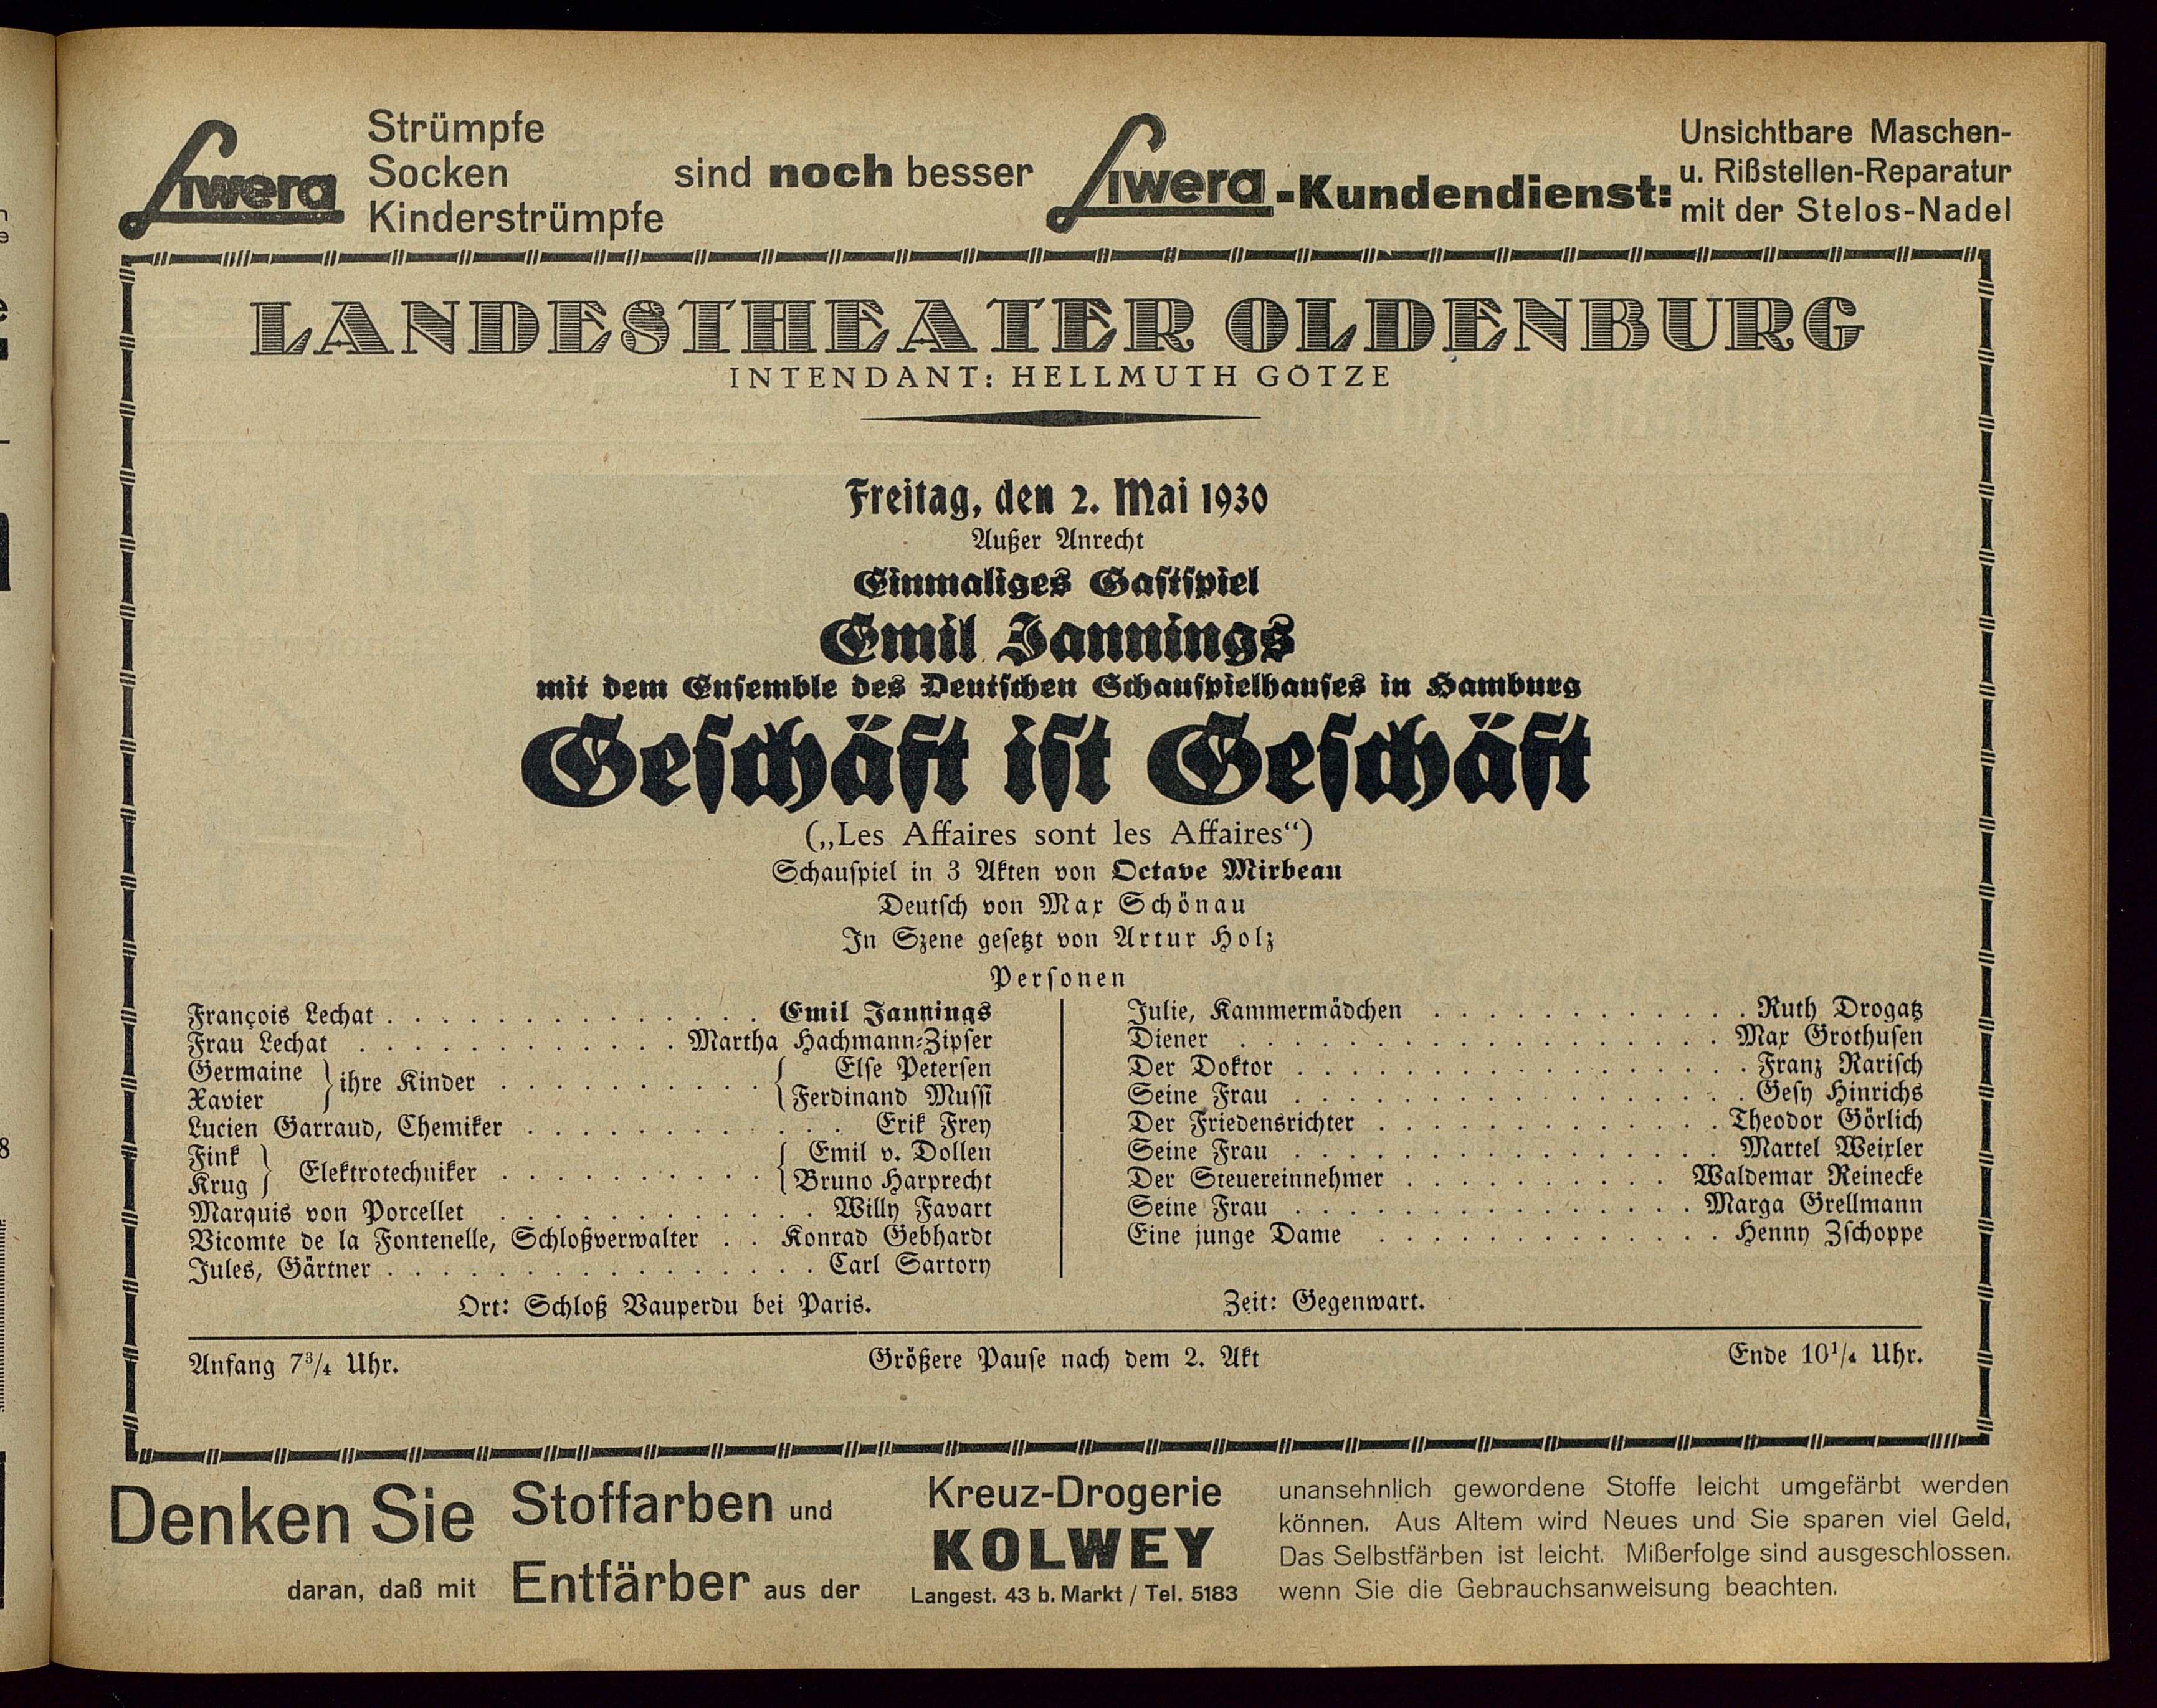 Liwera
Strümpfe
Socken
Kinderstrümpfe
sind noch besser
Liwera-Kundendienst:
Unsichtbare Maschen-
u. Rißstellen-Reparatur
mit der Stelos-Nadel
LANDESTHEATER OLDENBURG
INTENDANT: HELLMUTH GÖTZE
Freitag, den 2. Mai 1930
Außer Anrecht
Einmaliges Gastspiel
Emil Jannings
mit dem Ensemble des Deutschen Schauspielhauses in Hamburg
Geschäft ist Geschäft
(„Les Affaires sont les Affaires“)
Schauspiel in 3 Akten von Octave Mirbeau
Deutsch von Max Schönau
In Szene gesetzt von Artur Holz
Personen
François Lechat . . . . . . . . . . . . . . Emil Jannings
Frau Lechat . . . . . . . . . . . . Martha Hachmann-Zipser
Germaine } ihre Kinder . . . . . . . . . . { Else Petersen
Xavier } { Ferdinand Mussi
Lucien Garraud, Chemiker . . . . . . . . . . . . Erik Frey
Fink } Elektrotechniker . . . . . . . . . . { Emil v. Dollen
Krug } { Bruno Harprecht
Marquis von Porcellet . . . . . . . . . . . . Willy Favart
Vicomte de la Fontenelle, Schloßverwalter . . Konrad Gebhardt
Jules, Gärtner . . . . . . . . . . . . . . . . Carl Sartory
Julie, Kammermädchen . . . . . . . . . . . . Ruth Drogatz
Diener . . . . . . . . . . . . . . . . . . Max Grothusen
Der Doktor . . . . . . . . . . . . . . . . . Franz Rarisch
Seine Frau . . . . . . . . . . . . . . . . . Gesy Hinrichs
Der Friedensrichter . . . . . . . . . . . . . Theodor Görlich
Seine Frau . . . . . . . . . . . . . . . . Martel Weixler
Der Steuereinnehmer . . . . . . . . . . Waldemar Reinecke
Seine Frau . . . . . . . . . . . . . . . Marga Grellmann
Eine junge Dame . . . . . . . . . . . . . Henny Zschoppe
Ort: Schloß Vauperdu bei Paris.
Zeit: Gegenwart.
Anfang 7³/₄ Uhr.
Größere Pause nach dem 2. Akt
Ende 10¹/₄ Uhr.
Denken Sie
daran, daß mit
Stoffarben und
Entfärber aus der
Kreuz-Drogerie
KOLWEY
Langest. 43 b. Markt / Tel. 5183
unansehnlich gewordene Stoffe leicht umgefärbt werden
können. Aus Altem wird Neues und Sie sparen viel Geld,
Das Selbstfärben ist leicht. Mißerfolge sind ausgeschlossen.
wenn Sie die Gebrauchsanweisung beachten.